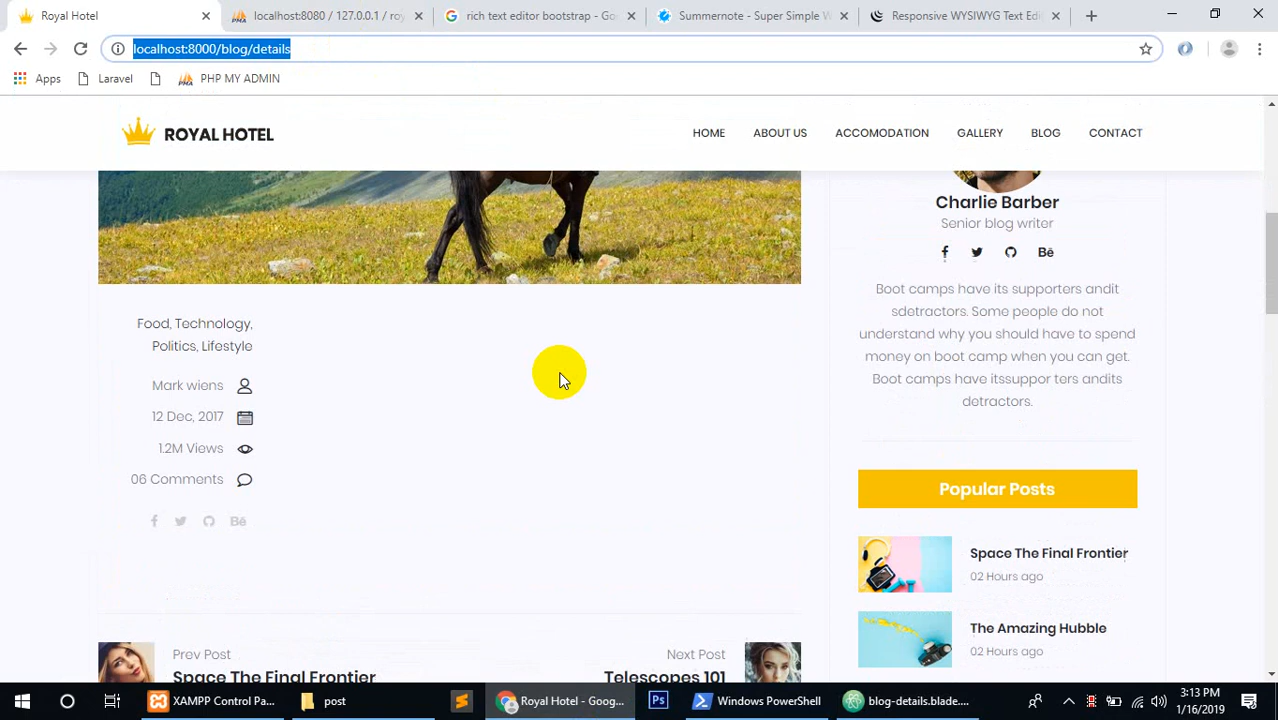 Royal Hotel
localhost:8080 / 127.0.0.1 / roy
rich text editor bootstrap - Goo
Summernote - Super Simple W
Responsive WYSIWYG Text Edi
localhost:8000/blog/details
Apps
Laravel
PHP MY ADMIN
ROYAL HOTEL
HOME
ABOUT US
ACCOMODATION
GALLERY
BLOG
CONTACT
Charlie Barber
Senior blog writer
Boot camps have its supporters andit
sdetractors. Some people do not
understand why you should have to spend
money on boot camp when you can get.
Boot camps have itssuppor ters andits
detractors.
Food, Technology,
Politics, Lifestyle
Mark wiens
12 Dec, 2017
1.2M Views
06 Comments
Popular Posts
Space The Final Frontier
02 Hours ago
The Amazing Hubble
02 Hours ago
Prev Post
Space The Final Frontier
Next Post
Telescopes 101
XAMPP Control Pa...
post
Royal Hotel - Goog...
Windows PowerShell
blog-details.blade....
3:13 PM
1/16/2019